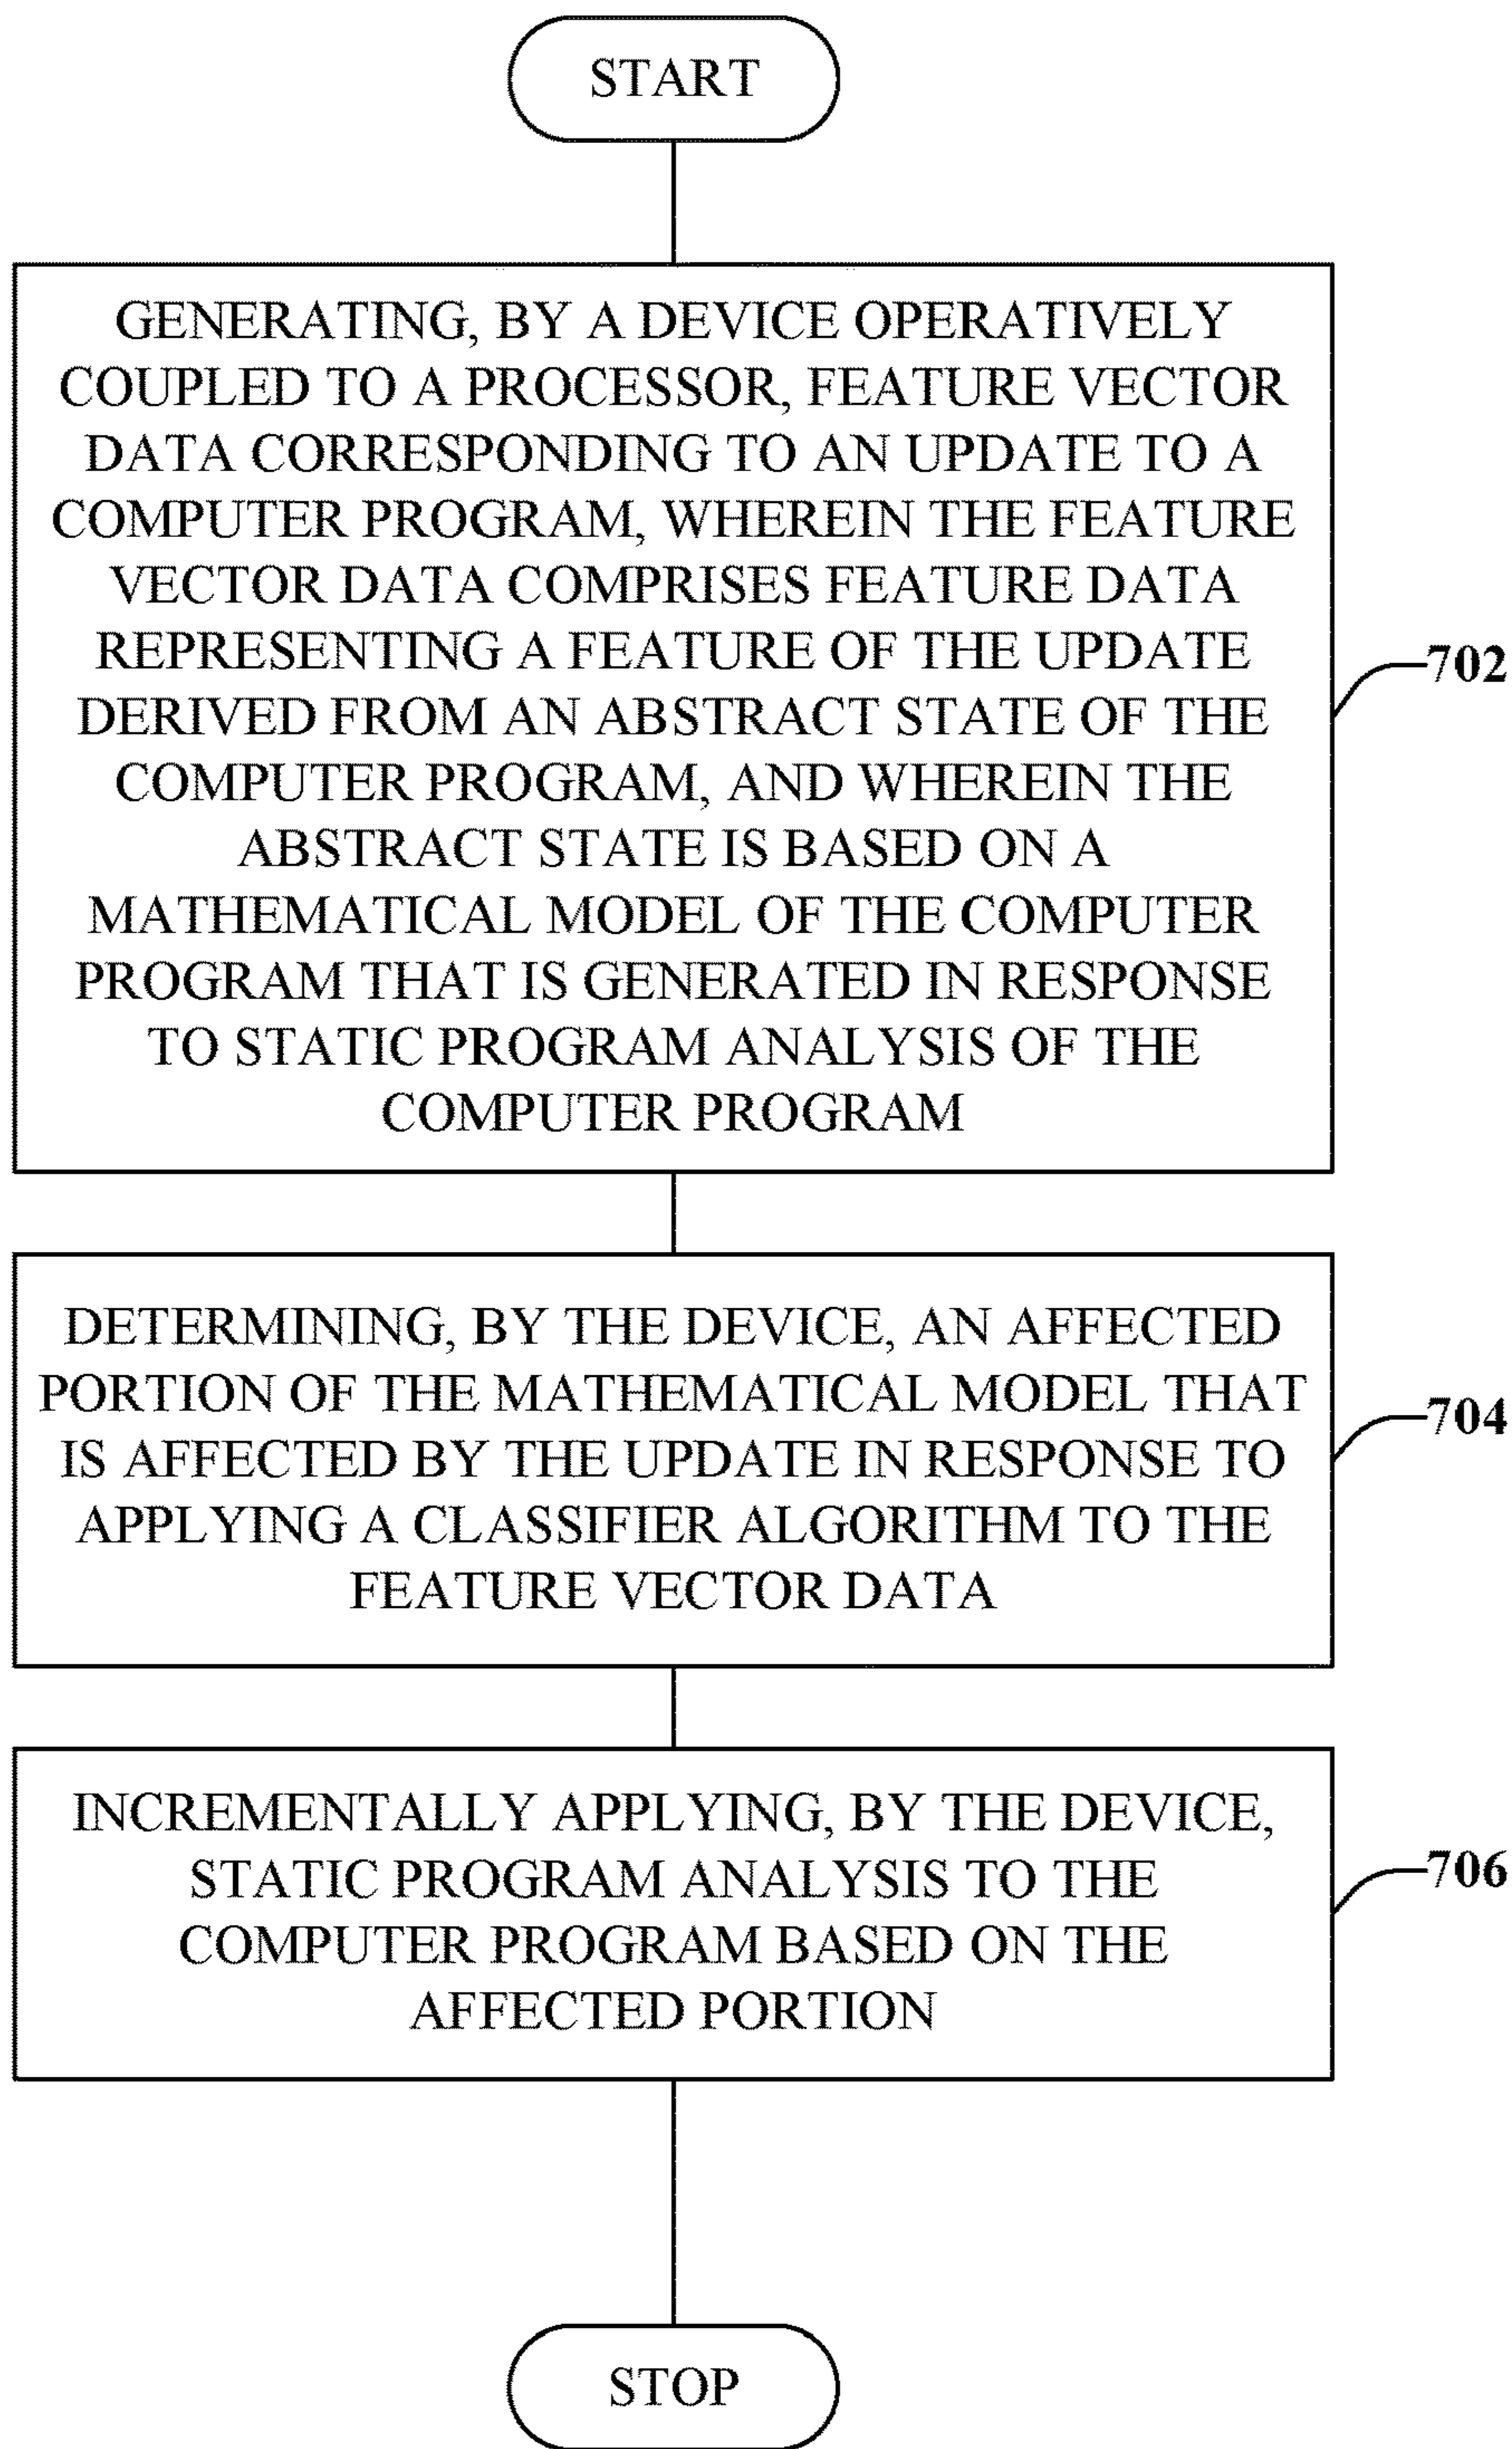 START
GENERATING, BY A DEVICE OPERATIVELY
COUPLED TO A PROCESSOR, FEATURE VECTOR
DATA CORRESPONDING TO AN UPDATE TO A
COMPUTER PROGRAM, WHEREIN THE FEATURE
VECTOR DATA COMPRISES FEATURE DATA
REPRESENTING A FEATURE OF THE UPDATE
DERIVED FROM AN ABSTRACT STATE OF THE
COMPUTER PROGRAM, AND WHEREIN THE
ABSTRACT STATE IS BASED ON A
MATHEMATICAL MODEL OF THE COMPUTER
PROGRAM THAT IS GENERATED IN RESPONSE
TO STATIC PROGRAM ANALYSIS OF THE
COMPUTER PROGRAM
702
DETERMINING, BY THE DEVICE, AN AFFECTED
PORTION OF THE MATHEMATICAL MODEL THAT
IS AFFECTED BY THE UPDATE IN RESPONSE TO
APPLYING A CLASSIFIER ALGORITHM TO THE
FEATURE VECTOR DATA
704
INCREMENTALLY APPLYING, BY THE DEVICE,
STATIC PROGRAM ANALYSIS TO THE
COMPUTER PROGRAM BASED ON THE
AFFECTED PORTION
706
STOP